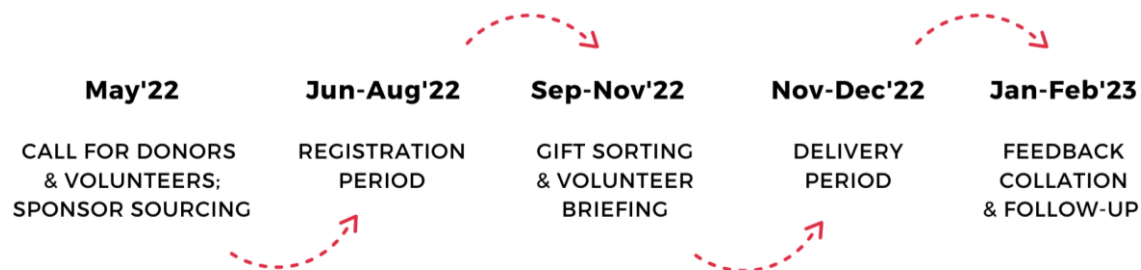 May'22
CALL FOR DONORS
& VOLUNTEERS;
SPONSOR SOURCING
Jun-Aug'22
REGISTRATION
PERIOD
Sep-Nov'22
GIFT SORTING
& VOLUNTEER
BRIEFING
Nov-Dec'22
DELIVERY
PERIOD
Jan-Feb'23
FEEDBACK
COLLATION
& FOLLOW-UP